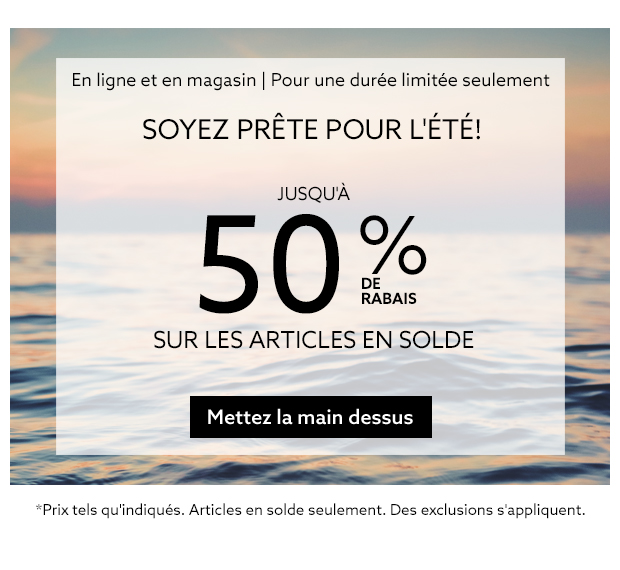 En ligne et en magasin | Pour une durée limitée seulement
SOYEZ PRÊTE POUR L'ÉTÉ!
JUSQU'À
50 %
DE
RABAIS
SUR LES ARTICLES EN SOLDE
Mettez la main dessus
*Prix tels qu'indiqués. Articles en solde seulement. Des exclusions s'appliquent.